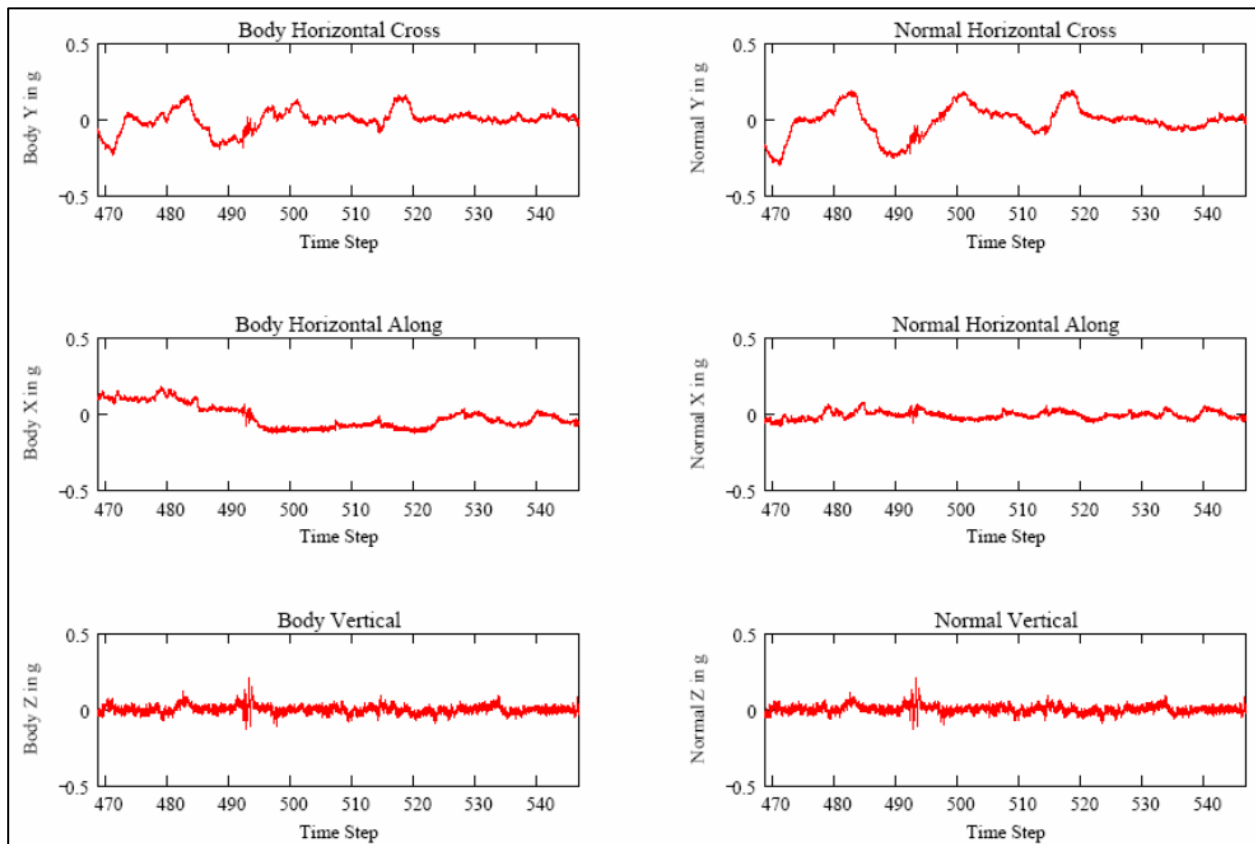 Body Horizontal Cross
Normal Horizontal Cross
0.5
0
−0.5
Body Y in g
470 480 490 500 510 520 530 540
Time Step
0.5
0
−0.5
Normal Y in g
470 480 490 500 510 520 530 540
Time Step
Body Horizontal Along
Normal Horizontal Along
0.5
0
−0.5
Body X in g
470 480 490 500 510 520 530 540
Time Step
0.5
0
−0.5
Normal X in g
470 480 490 500 510 520 530 540
Time Step
Body Vertical
Normal Vertical
0.5
0
−0.5
Body Z in g
470 480 490 500 510 520 530 540
Time Step
0.5
0
−0.5
Normal Z in g
470 480 490 500 510 520 530 540
Time Step